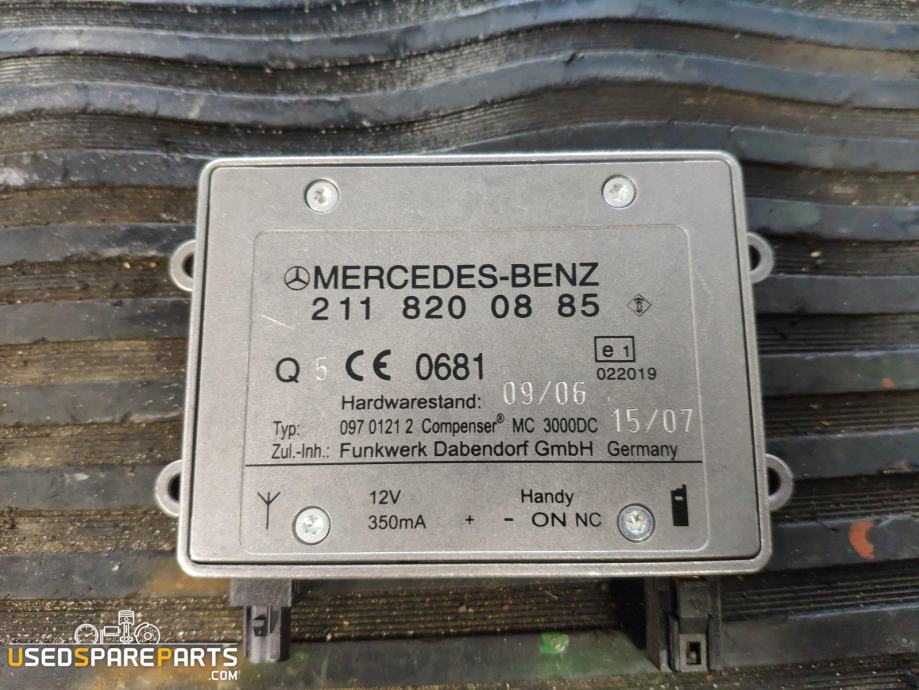 MERCEDES-BENZ
211 820 08 85
Q 5 CE 0681 e1
022019
Hardwarestand: 09/06
Typ: 097 0121 2 Compenser® MC 3000DC 15/07
Zul.-Inh.: Funkwerk Dabendorf GmbH Germany
12V Handy
350mA + - ON NC
USEDSPAREPARTS
.COM